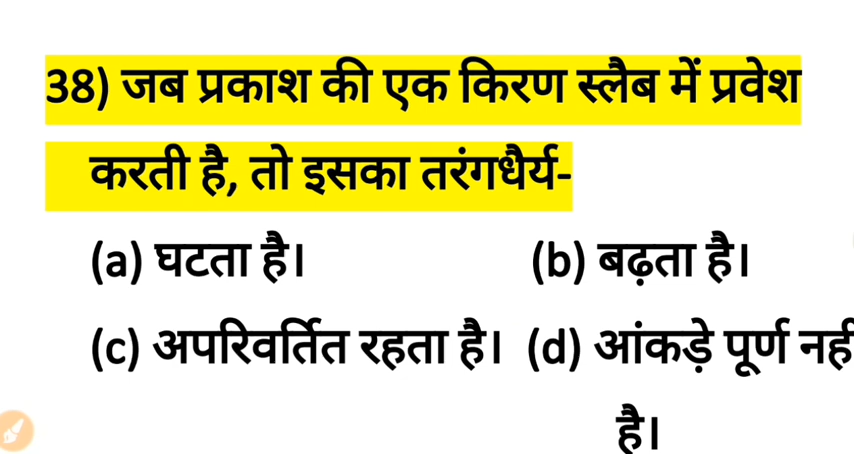 38) जब प्रकाश की एक किरण स्लैब में प्रवेश
करती है, तो इसका तरंगधैर्य-
(a) घटता है। (b) बढ़ता है।
(c) अपरिवर्तित रहता है। (d) आंकड़े पूर्ण नही
है।